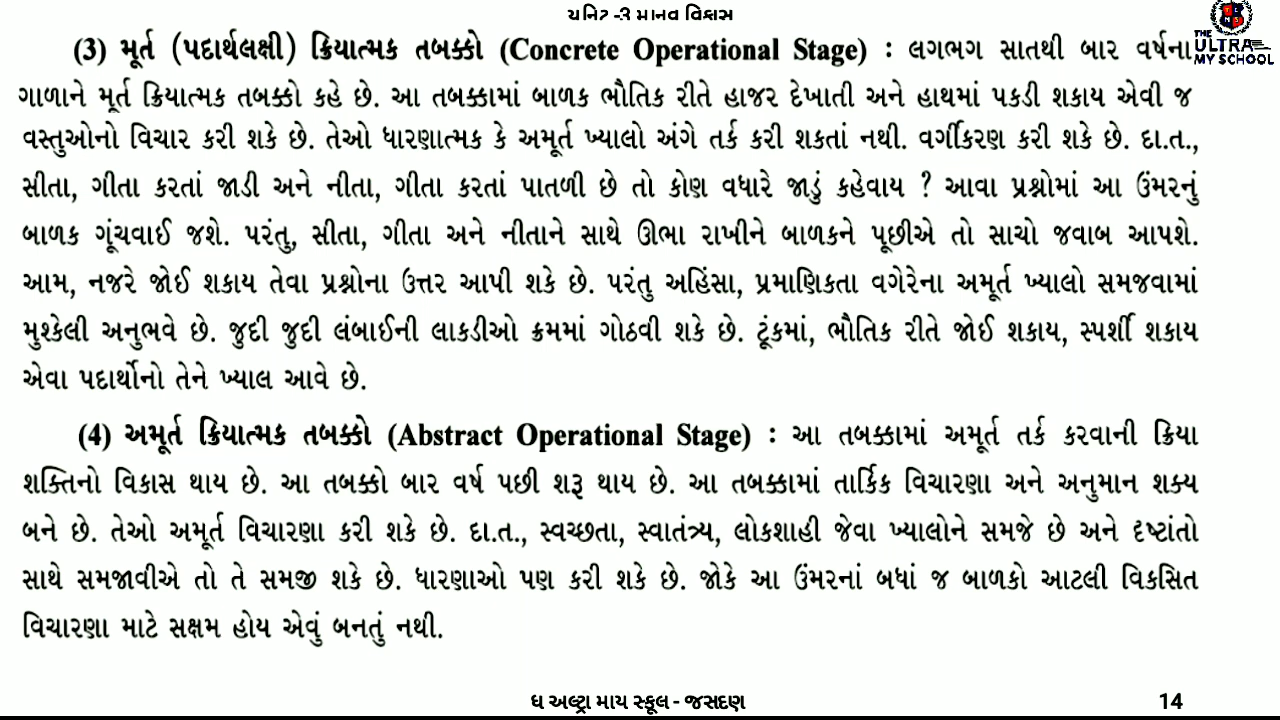 યુનિટ -3 માનવ વિકાસ
THE
ULTRA
MY SCHOOL
(3) મૂર્ત (પદાર્થલક્ષી) ક્રિયાત્મક તબક્કો (Concrete Operational Stage) : લગભગ સાતથી બાર વર્ષના
ગાળાને મૂર્ત ક્રિયાત્મક તબક્કો કહે છે. આ તબક્કામાં બાળક ભૌતિક રીતે હાજર દેખાતી અને હાથમાં પકડી શકાય એવી જ
વસ્તુઓનો વિચાર કરી શકે છે. તેઓ ધારણાત્મક કે અમૂર્ત ખ્યાલો અંગે તર્ક કરી શકતાં નથી. વર્ગીકરણ કરી શકે છે. દા.ત.,
સીતા, ગીતા કરતાં જાડી અને નીતા, ગીતા કરતાં પાતળી છે તો કોણ વધારે જાડું કહેવાય ? આવા પ્રશ્નોમાં આ ઉંમરનું
બાળક ગૂંચવાઈ જશે. પરંતુ, સીતા, ગીતા અને નીતાને સાથે ઊભા રાખીને બાળકને પૂછીએ તો સાચો જવાબ આપશે.
આમ, નજરે જોઈ શકાય તેવા પ્રશ્નોના ઉત્તર આપી શકે છે. પરંતુ અહિંસા, પ્રમાણિકતા વગેરેના અમૂર્ત ખ્યાલો સમજવામાં
મુશ્કેલી અનુભવે છે. જુદી જુદી લંબાઈની લાકડીઓ ક્રમમાં ગોઠવી શકે છે. ટૂંકમાં, ભૌતિક રીતે જોઈ શકાય, સ્પર્શી શકાય
એવા પદાર્થોનો તેને ખ્યાલ આવે છે.
(4) અમૂર્ત ક્રિયાત્મક તબક્કો (Abstract Operational Stage) : આ તબક્કામાં અમૂર્ત તર્ક કરવાની ક્રિયા
શક્તિનો વિકાસ થાય છે. આ તબક્કો બાર વર્ષ પછી શરૂ થાય છે. આ તબક્કામાં તાર્કિક વિચારણા અને અનુમાન શક્ય
બને છે. તેઓ અમૂર્ત વિચારણા કરી શકે છે. દા.ત., સ્વચ્છતા, સ્વાતંત્ર્ય, લોકશાહી જેવા ખ્યાલોને સમજે છે અને દૃષ્ટાંતો
સાથે સમજાવીએ તો તે સમજી શકે છે. ધારણાઓ પણ કરી શકે છે. જોકે આ ઉંમરનાં બધાં જ બાળકો આટલી વિકસિત
વિચારણા માટે સક્ષમ હોય એવું બનતું નથી.
ધ અલ્ટ્રા માય સ્કૂલ - જસદણ
14